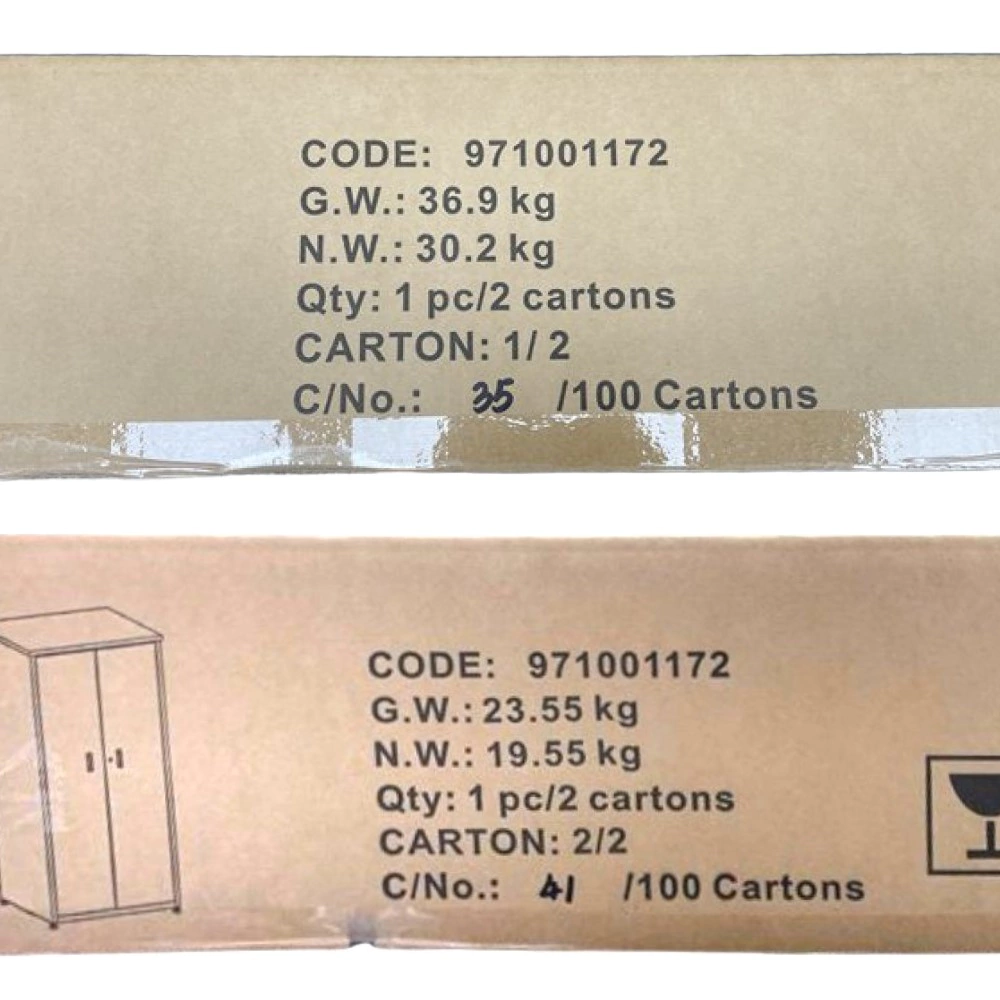 CODE: 971001172
G.W.: 36.9 kg
N.W.: 30.2 kg
Qty: 1 pc/2 cartons
CARTON: 1/ 2
C/No.: 35 /100 Cartons
CODE: 971001172
G.W.: 23.55 kg
N.W.: 19.55 kg
Qty: 1 pc/2 cartons
CARTON: 2/2
C/No.: 41 /100 Cartons